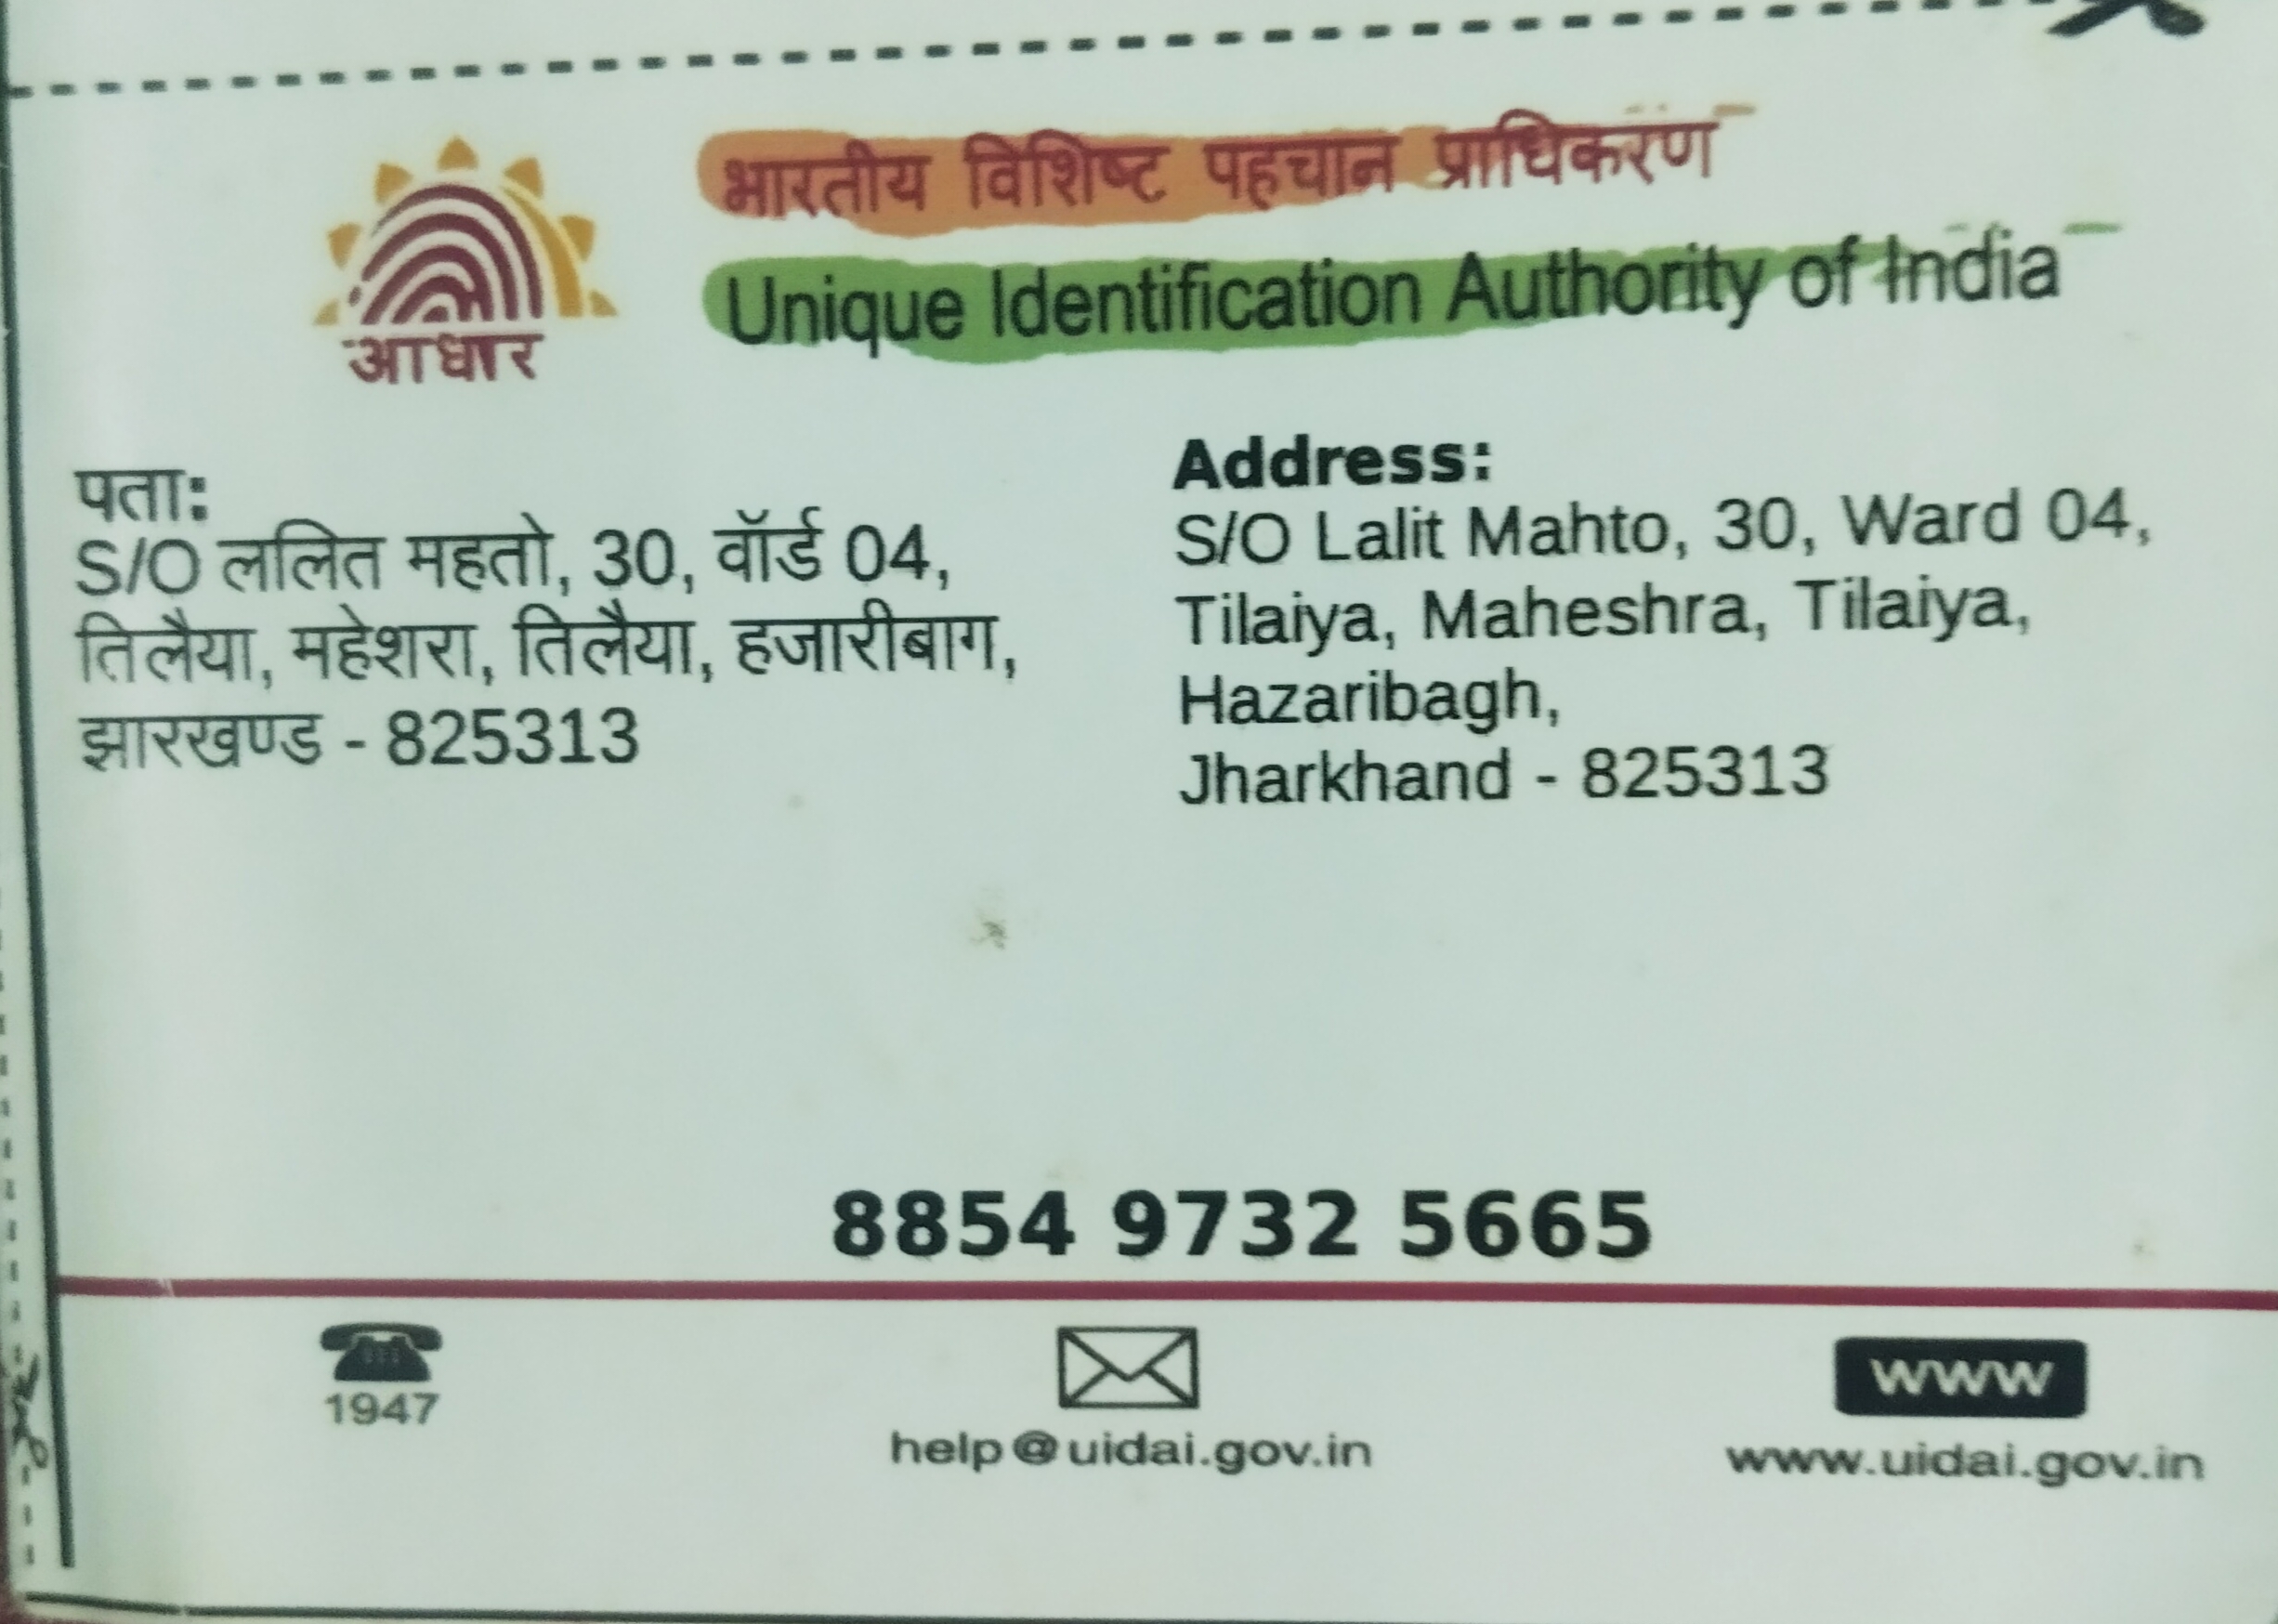 भारतीय विशिष्ट पहचान प्राधिकरण
Unique Identification Authority of India
आधार
पता:
S/O ललित महतो, 30, वॉर्ड 04,
तिलैया, महेशरा, तिलैया, हजारीबाग,
झारखण्ड - 825313
Address:
S/O Lalit Mahto, 30, Ward 04,
Tilaiya, Maheshra, Tilaiya,
Hazaribagh,
Jharkhand - 825313
8854 9732 5665
1947
help@uidai.gov.in
WWW
www.uidai.gov.in